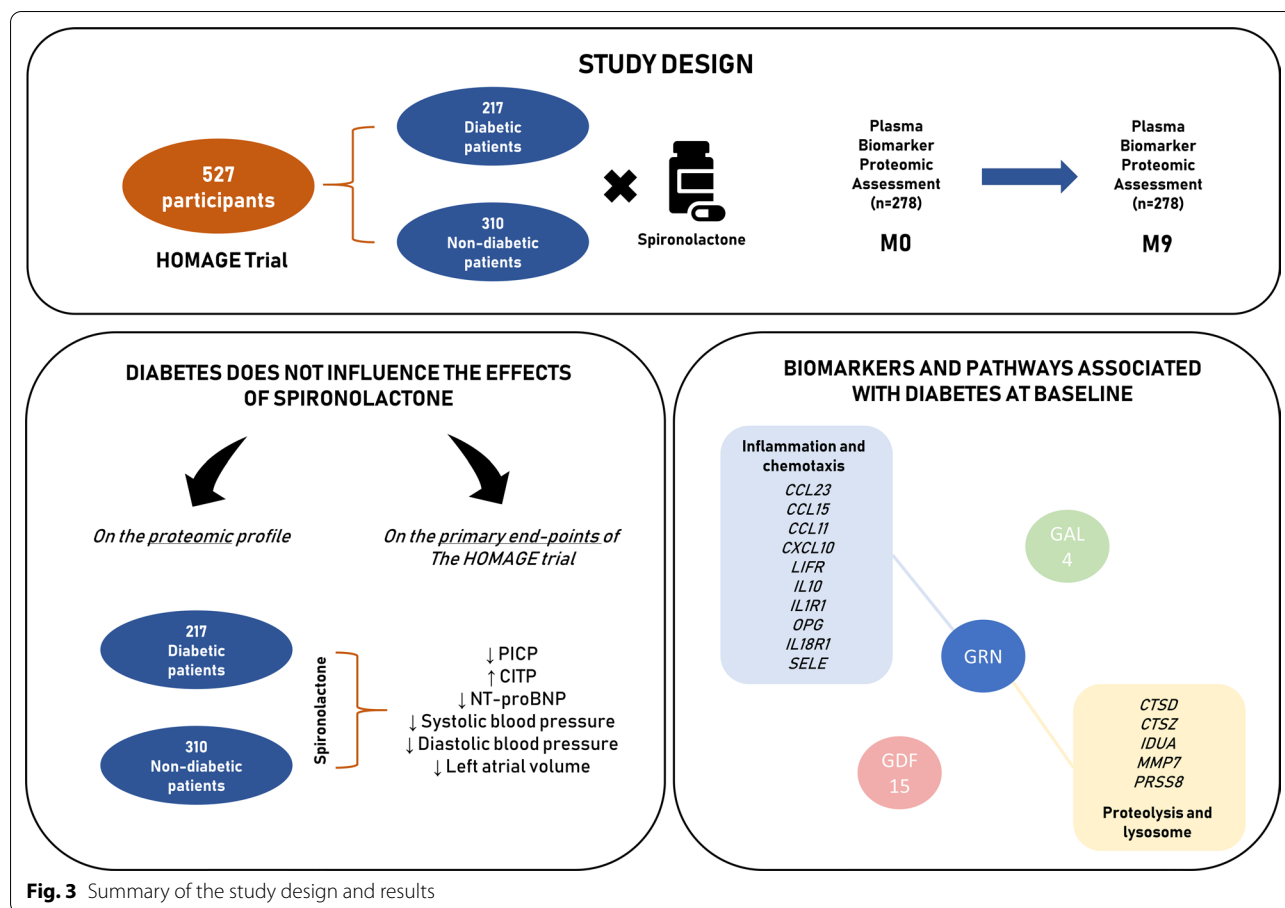 STUDY DESIGN
527
participants
HOMAGE Trial
217
Diabetic
patients
310
Non-diabetic
patients
Spironolactone
Plasma
Biomarker
Proteomic
Assessment
(n=278)
M0
Plasma
Biomarker
Proteomic
Assessment
(n=278)
M9
DIABETES DOES NOT INFLUENCE THE EFFECTS
OF SPIRONOLACTONE
On the proteomic profile
On the primary end-points of
The HOMAGE trial
217
Diabetic
patients
310
Non-diabetic
patients
Spironolactone
↓ PICP
↑ CITP
↓ NT-proBNP
↓ Systolic blood pressure
↓ Diastolic blood pressure
↓ Left atrial volume
BIOMARKERS AND PATHWAYS ASSOCIATED
WITH DIABETES AT BASELINE
Inflammation and
chemotaxis
CCL23
CCL15
CCL11
CXCL10
LIFR
IL10
IL1R1
OPG
IL18R1
SELE
GAL
4
GRN
GDF
15
CTSD
CTSZ
IDUA
MMP7
PRSS8
Proteolysis and
lysosome
Fig. 3 Summary of the study design and results